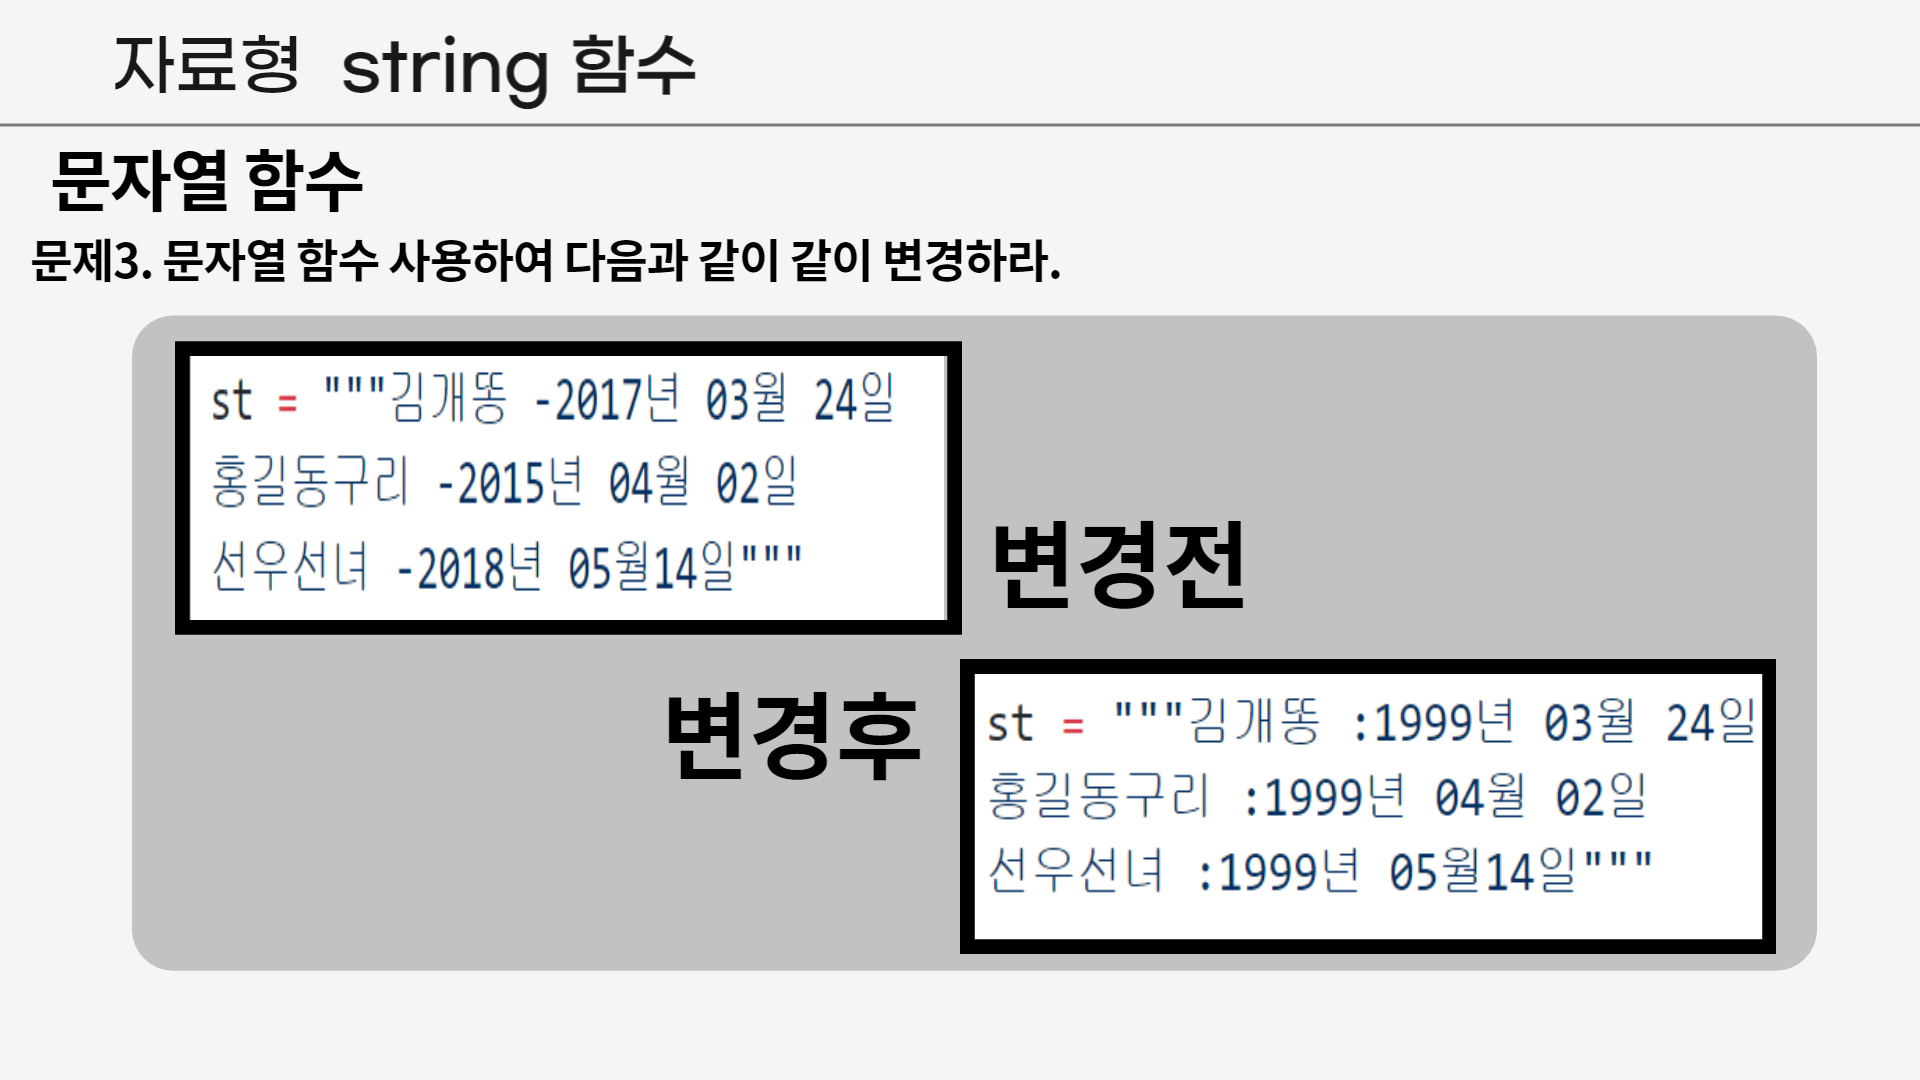 자료형 string 함수
문자열 함수
문제3. 문자열 함수 사용하여 다음과 같이 같이 변경하라.
st = """김개똥 -2017년 03월 24일
홍길동구리 -2015년 04월 02일
선우선녀 -2018년 05월14일"""
변경전
변경후
st = """김개똥 :1999년 03월 24일
홍길동구리 :1999년 04월 02일
선우선녀 :1999년 05월14일"""